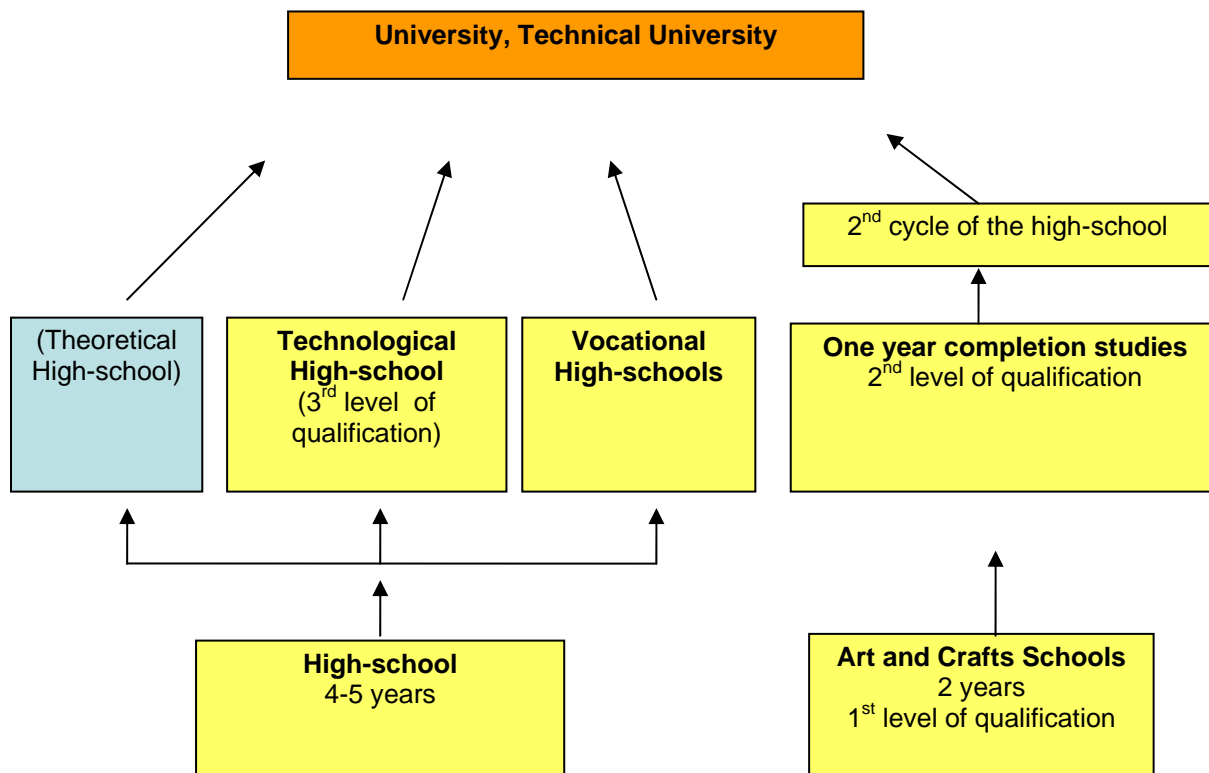 University, Technical University
2nd cycle of the high-school
(Theoretical
High-school)
Technological
High-school
(3rd level of
qualification)
Vocational
High-schools
One year completion studies
2nd level of qualification
High-school
4-5 years
Art and Crafts Schools
2 years
1st level of qualification